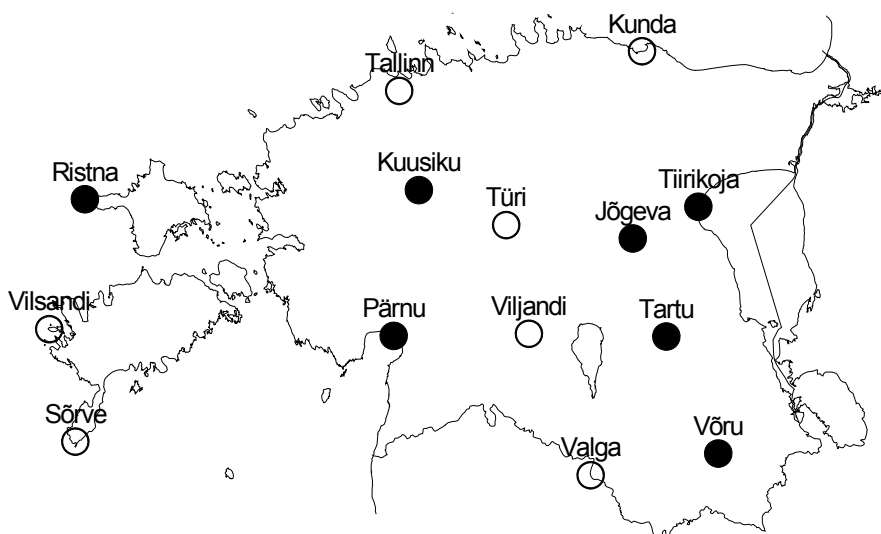 Kunda
Tallinn
Ristna
Kuusiku
Tiirikoja
Türi
Jõgeva
Vilsandi
Pärnu
Viljandi
Tartu
Sõrve
Valga
Võru